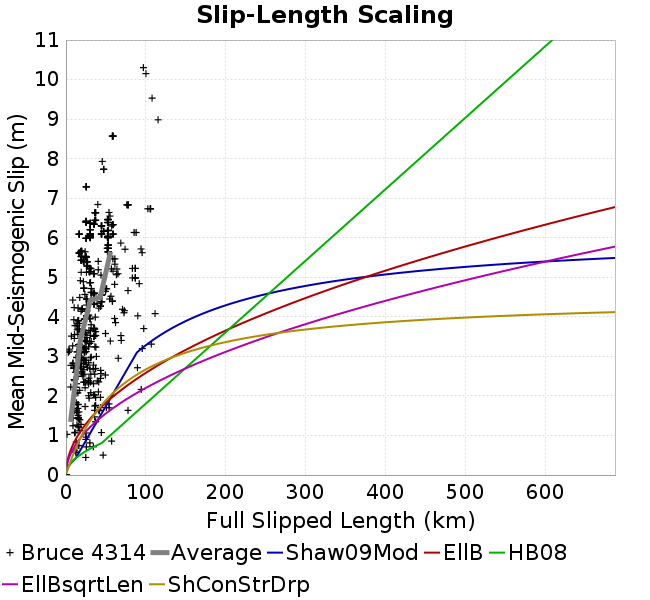 Slip-Length Scaling
Mean Mid-Seismogenic Slip (m)
11
10
9
8
7
6
5
4
3
2
1
0
0 100 200 300 400 500 600
Full Slipped Length (km)
Bruce 4314 Average Shaw09Mod EllB HB08
EllBsqrtLen ShConStrDrp